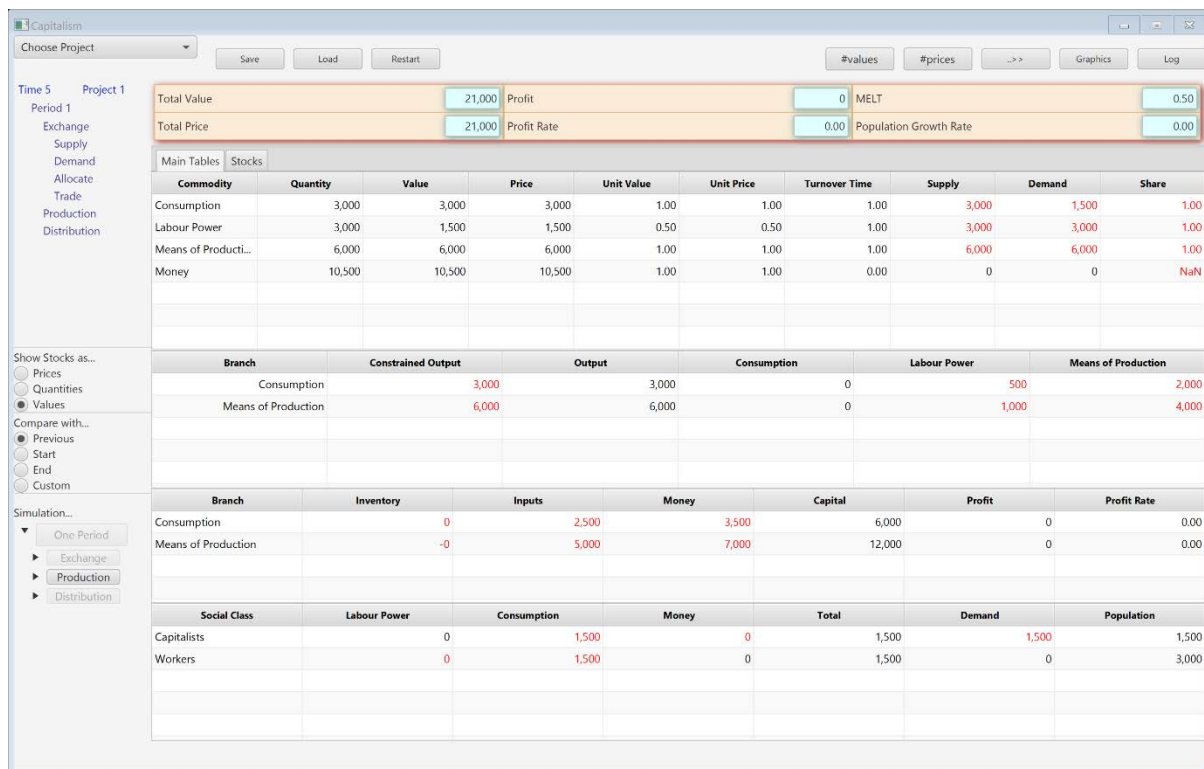 Capitalism
Choose Project
Save Load Restart #values #prices ..>> Graphics Log
Time 5 Project 1
Period 1
Exchange
Supply
Demand
Allocate
Trade
Production
Distribution
Total Value 21,000 Profit 0 MELT 0.50
Total Price 21,000 Profit Rate 0.00 Population Growth Rate 0.00
Main Tables Stocks
Commodity Quantity Value Price Unit Value Unit Price Turnover Time Supply Demand Share
Consumption 3,000 3,000 3,000 1.00 1.00 1.00 3,000 1,500 1.00
Labour Power 3,000 1,500 1,500 0.50 0.50 1.00 3,000 3,000 1.00
Means of Producti... 6,000 6,000 6,000 1.00 1.00 1.00 6,000 6,000 1.00
Money 10,500 10,500 10,500 1.00 1.00 0.00 0 0 NaN
Show Stocks as...
Prices
Quantities
Values
Compare with...
Previous
Start
End
Custom
Simulation...
One Period
Exchange
Production
Distribution
Branch Constrained Output Output Consumption Labour Power Means of Production
Consumption 3,000 3,000 0 500 2,000
Means of Production 6,000 6,000 0 1,000 4,000
Branch Inventory Inputs Money Capital Profit Profit Rate
Consumption 0 2,500 3,500 6,000 0 0.00
Means of Production -0 5,000 7,000 12,000 0 0.00
Social Class Labour Power Consumption Money Total Demand Population
Capitalists 0 1,500 0 1,500 1,500 1,500
Workers 0 1,500 0 1,500 0 3,000